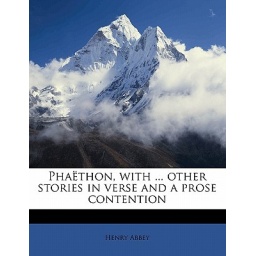 Phaëthon, with ... other
stories in verse and a prose
contention
Henry Abbey